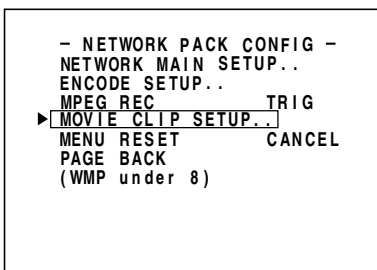 – NETWORK PACK CONFIG –
NETWORK MAIN SETUP..
ENCODE SETUP..
MPEG REC TRIG
MOVIE CLIP SETUP..
MENU RESET CANCEL
PAGE BACK
(WMP under 8)